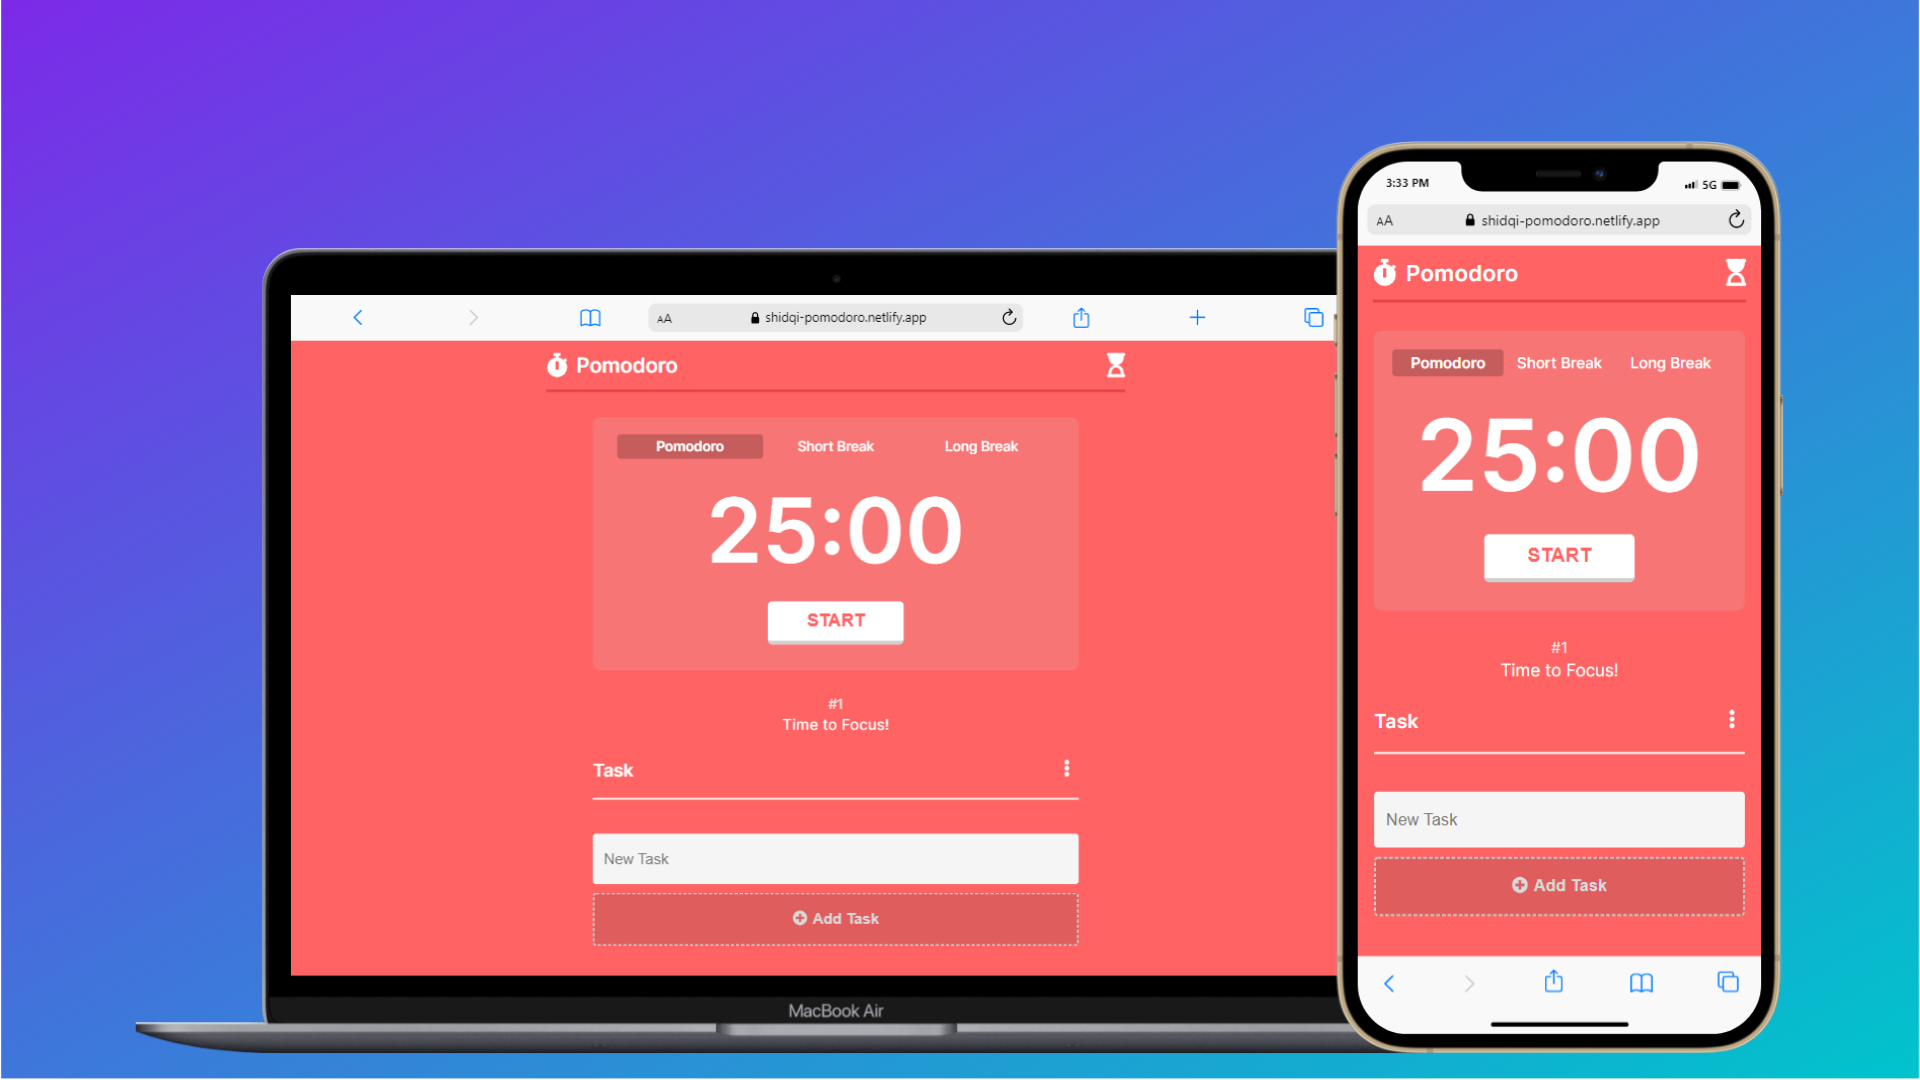 AA shidqi-pomodoro.netlify.app
Pomodoro
Pomodoro Short Break Long Break
25:00
START
#1
Time to Focus!
Task
New Task
Add Task
MacBook Air
3:33 PM 5G
AA shidqi-pomodoro.netlify.app
Pomodoro
Pomodoro Short Break Long Break
25:00
START
#1
Time to Focus!
Task
New Task
Add Task